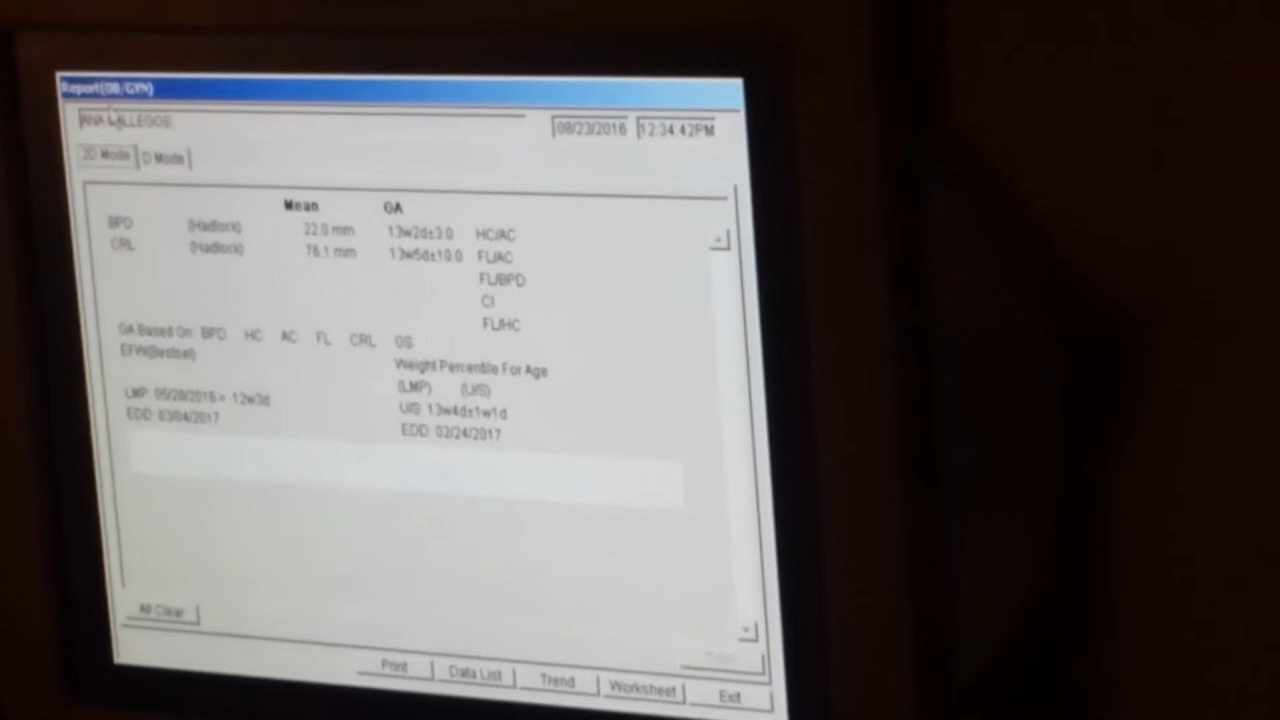 Report(OB/GYN)
ANA GALLEGOS
08/23/2016 12:34:42PM
2D Mode D Mode
Mean GA
BPD (Hadlock) 22.0 mm 13w2d±3.0 HC/AC
CRL (Hadlock) 76.1 mm 13w5d±10.0 FL/AC
FL/BPD
CI
FL/HC
GA Based On: BPD HC AC FL CRL GS
EFW(Bestsel)
Weight Percentile For Age
(LMP) (U/S)
LMP: 05/28/2016 = 12w3d
U/S: 13w4d±1w1d
EDD: 03/04/2017
EDD: 02/24/2017
All Clear
Print Data List Trend Worksheet Exit